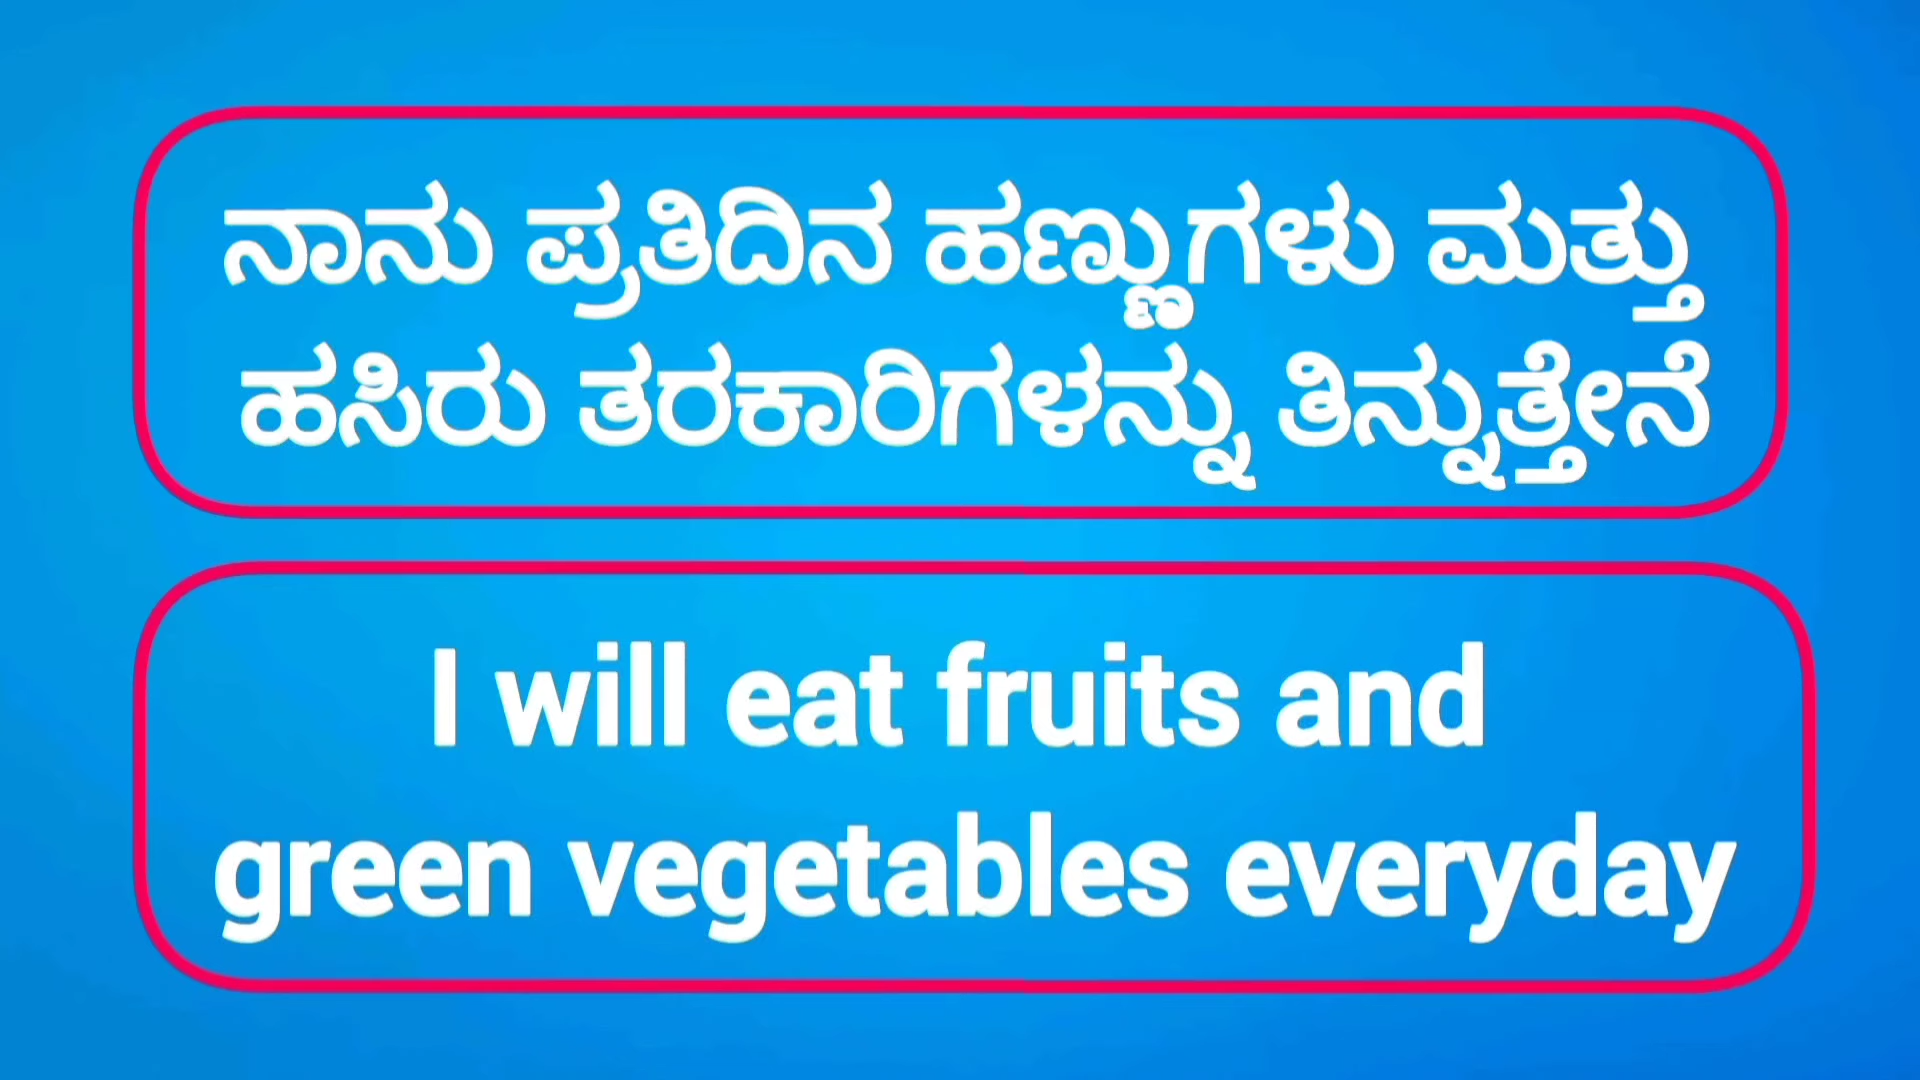 ನಾನು ಪ್ರತಿದಿನ ಹಣ್ಣುಗಳು ಮತ್ತು
ಹಸಿರು ತರಕಾರಿಗಳನ್ನು ತಿನ್ನುತ್ತೇನೆ
I will eat fruits and
green vegetables everyday